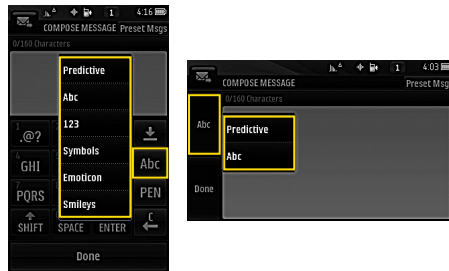 1 4:16
COMPOSE MESSAGE Preset Msgs
0/160 Characters
Predictive
Abc
123
Symbols
Emoticon
Smileys
.@?
GHI
Abc
PQRS
PEN
SHIFT SPACE ENTER
Done
1 4:03
COMPOSE MESSAGE Preset Msg
0/160 Characters
Abc
Predictive
Abc
Done